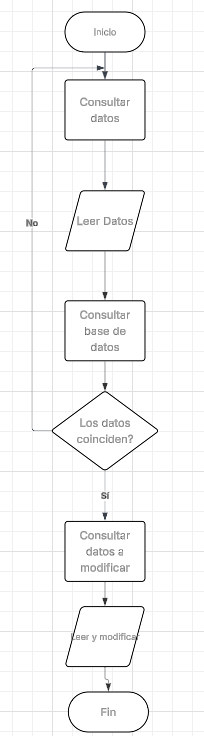 Inicio
Consultar
datos
Leer Datos
No
Consultar
base de
datos
Los datos
coinciden?
Sí
Consultar
datos a
modificar
Leer y modificar
Fin